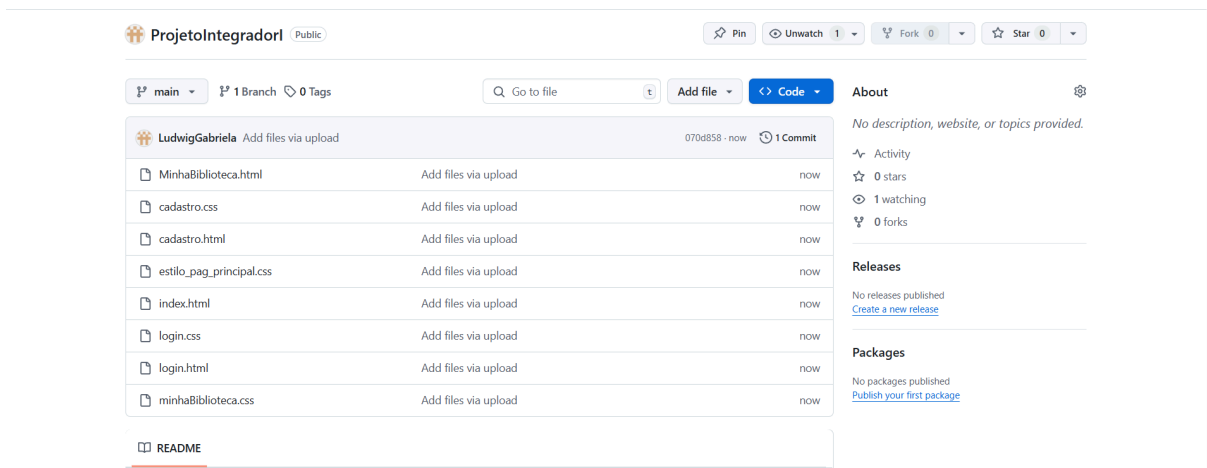 ProjetoIntegradorI Public
Pin
Unwatch 1
Fork 0
Star 0
main
1 Branch
0 Tags
Go to file
t
Add file
<> Code
LudwigGabriela Add files via upload
070d858 · now
1 Commit
MinhaBiblioteca.html Add files via upload now
cadastro.css Add files via upload now
cadastro.html Add files via upload now
estilo_pag_principal.css Add files via upload now
index.html Add files via upload now
login.css Add files via upload now
login.html Add files via upload now
minhaBiblioteca.css Add files via upload now
README
About
No description, website, or topics provided.
Activity
0 stars
1 watching
0 forks
Releases
No releases published
Create a new release
Packages
No packages published
Publish your first package